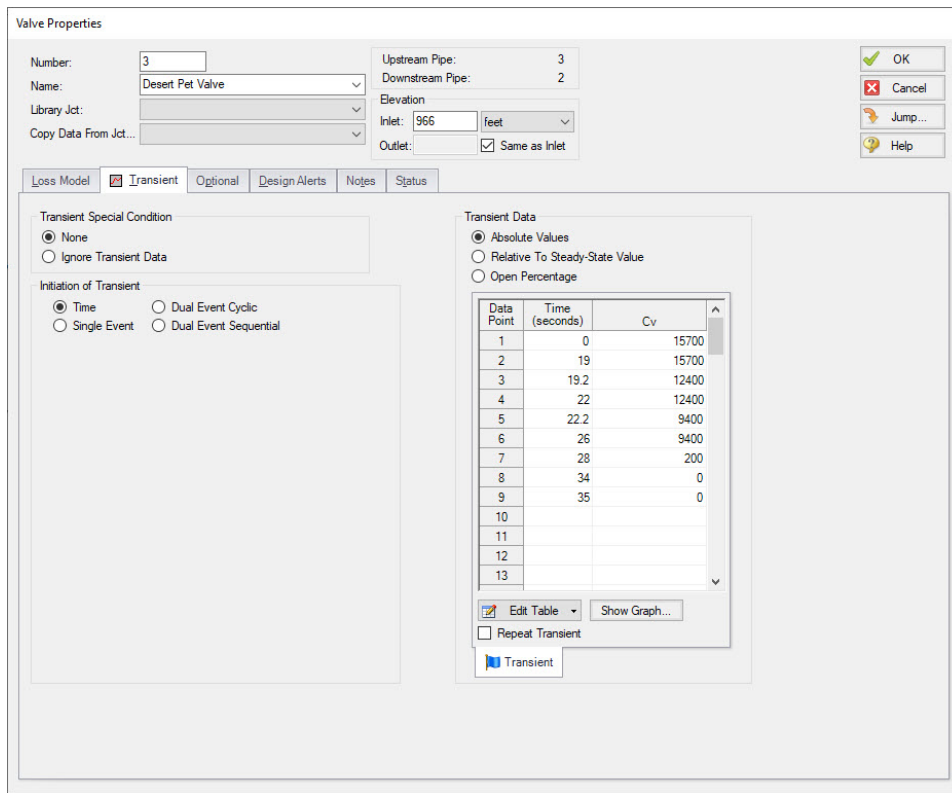 Valve Properties
Number: 3
Name: Desert Pet Valve
Library Jct:
Copy Data From Jct...
Upstream Pipe: 3
Downstream Pipe: 2
Elevation
Inlet: 966 feet
Outlet: Same as Inlet
OK
Cancel
Jump...
Help
Loss Model Transient Optional Design Alerts Notes Status
Transient Special Condition
None
Ignore Transient Data
Initiation of Transient
Time Dual Event Cyclic
Single Event Dual Event Sequential
Transient Data
Absolute Values
Relative To Steady-State Value
Open Percentage
Data Point Time (seconds) Cv
1 0 15700
2 19 15700
3 19.2 12400
4 22 12400
5 22.2 9400
6 26 9400
7 28 200
8 34 0
9 35 0
10
11
12
13
Edit Table Show Graph...
Repeat Transient
Transient